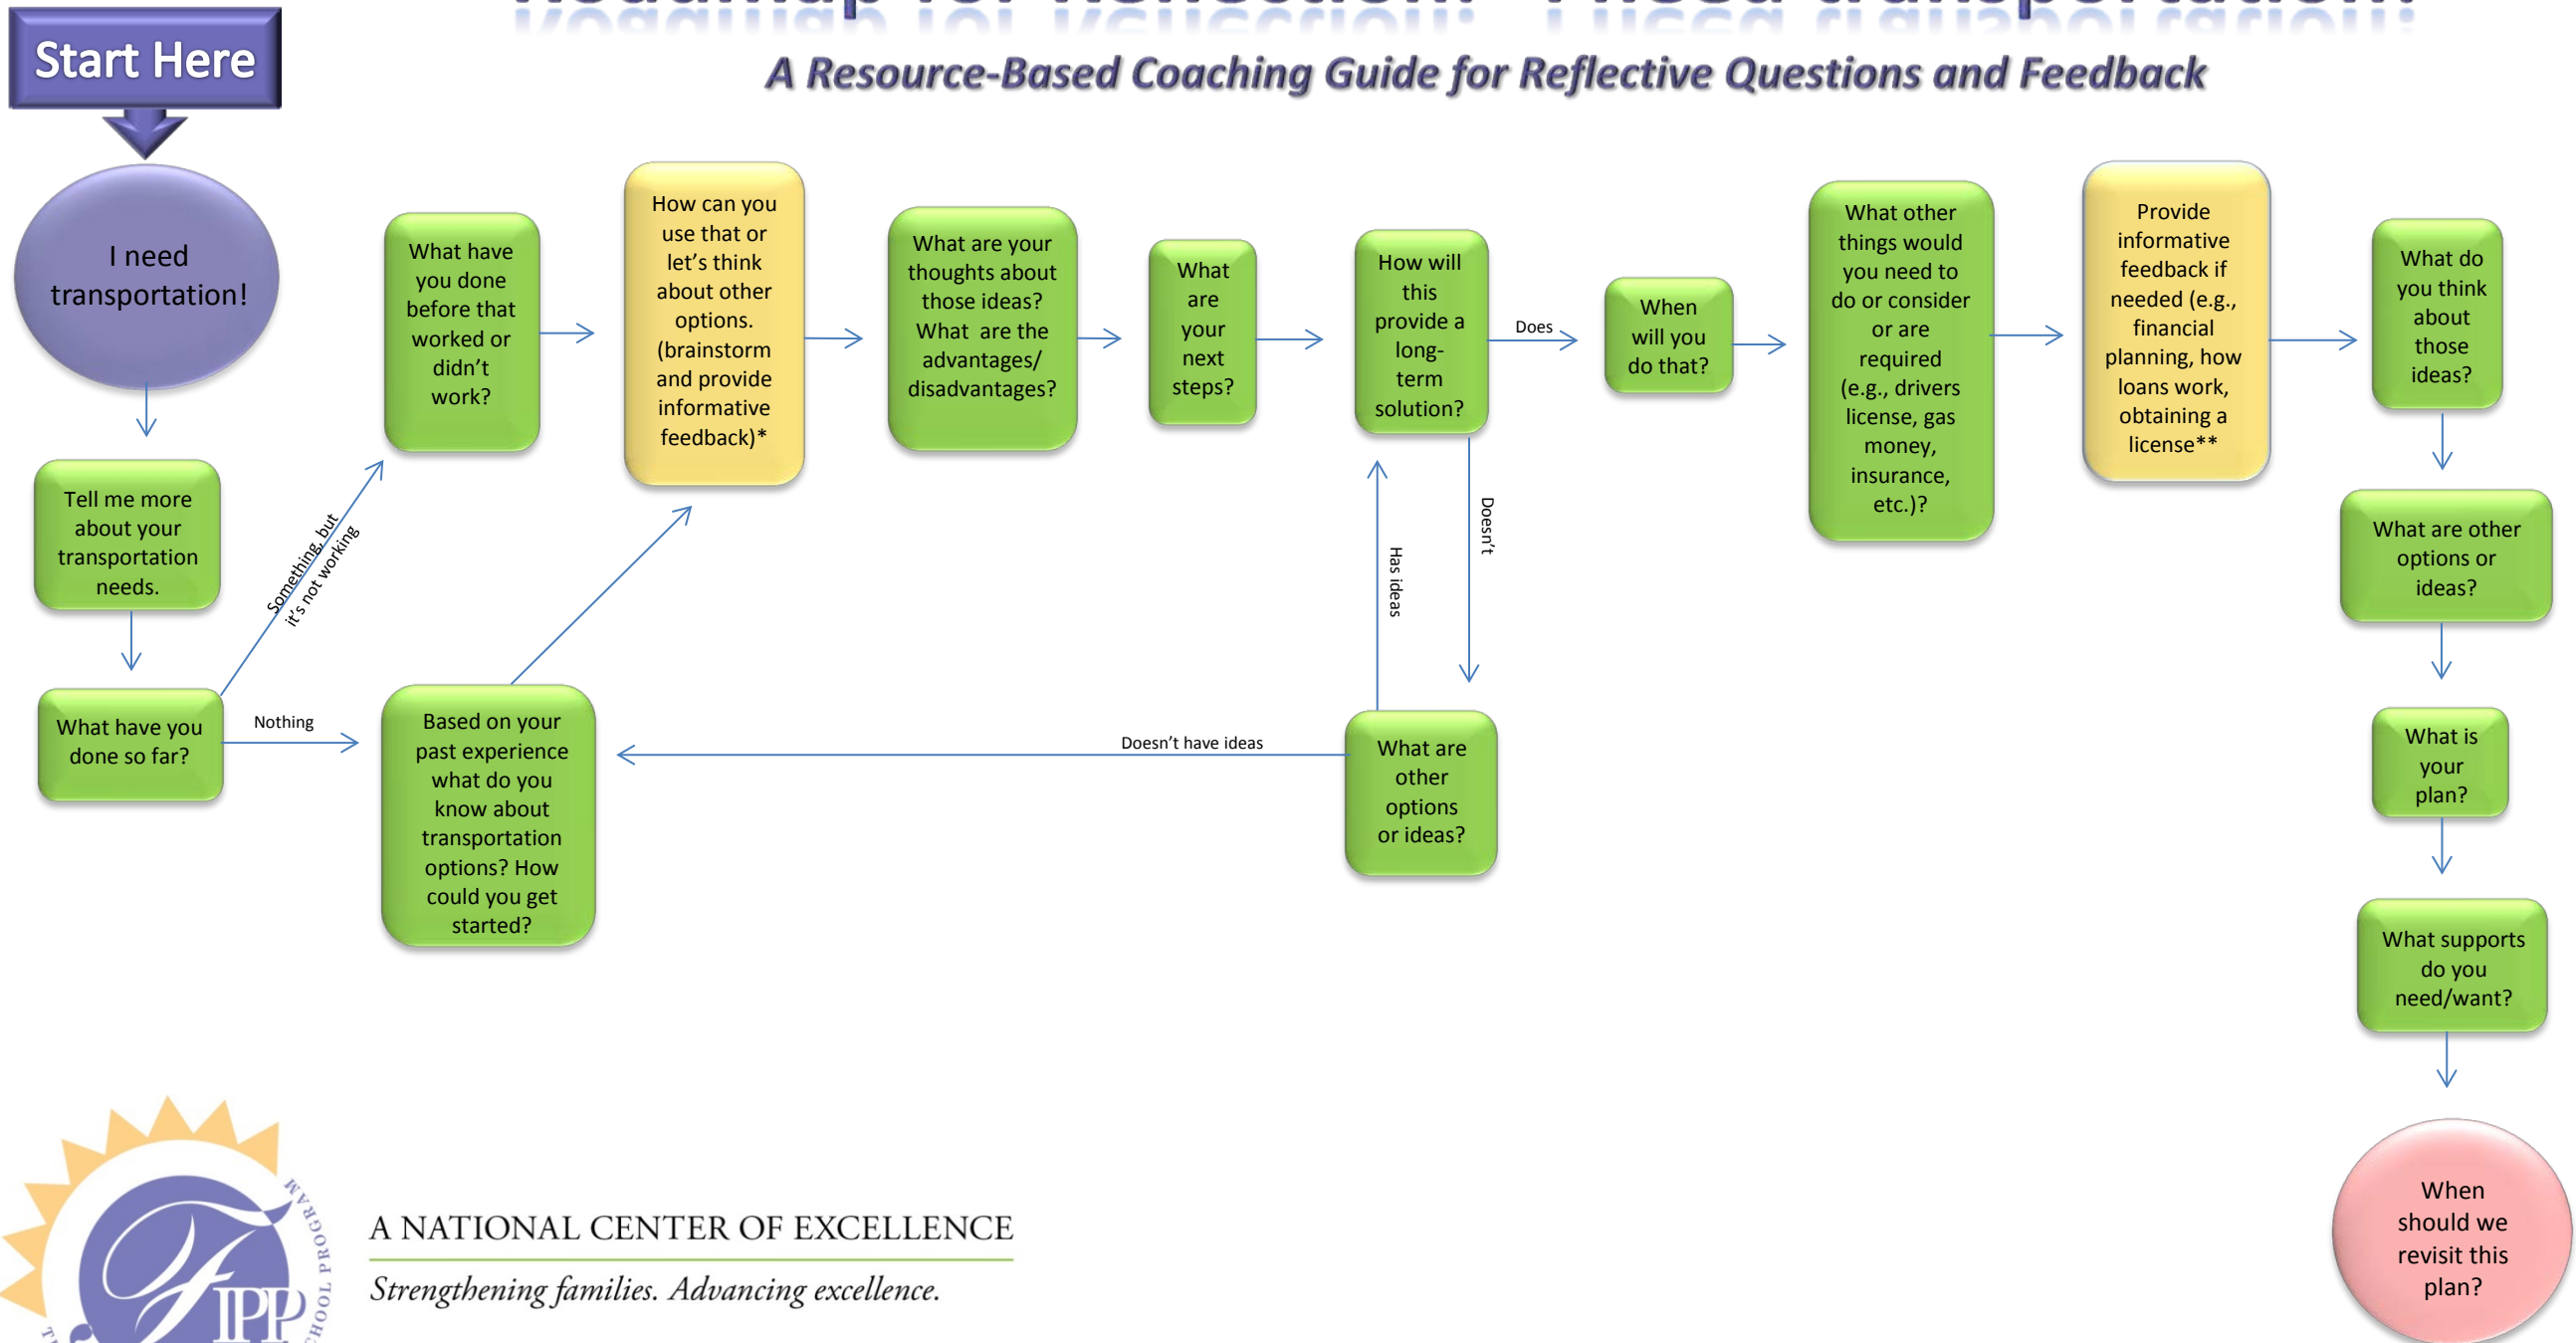 Roadmap for Reflection: "I need transportation!"
Start Here
A Resource-Based Coaching Guide for Reflective Questions and Feedback
I need
transportation!
Tell me more
about your
transportation
needs.
What have you
done so far?
Something, but
it's not working
Nothing
What have
you done
before that
worked or
didn't
work?
Based on your
past experience
what do you
know about
transportation
options? How
could you get
started?
How can you
use that or
let's think
about other
options.
(brainstorm
and provide
informative
feedback)*
What are your
thoughts about
those ideas?
What  are the
advantages/
disadvantages?
What
are
your
next
steps?
How will
this
provide a
long-
term
solution?
Does
Doesn't
Has ideas
Doesn't have ideas
What are
other
options
or ideas?
When
will you
do that?
What other
things would
you need to
do or consider
or are
required
(e.g., drivers
license, gas
money,
insurance,
etc.)?
Provide
informative
feedback if
needed (e.g.,
financial
planning, how
loans work,
obtaining a
license**
What do
you think
about
those
ideas?
What are other
options or
ideas?
What is
your
plan?
What supports
do you
need/want?
When
should we
revisit this
plan?
FIPP
PROGRAM
A NATIONAL CENTER OF EXCELLENCE
Strengthening families. Advancing excellence.